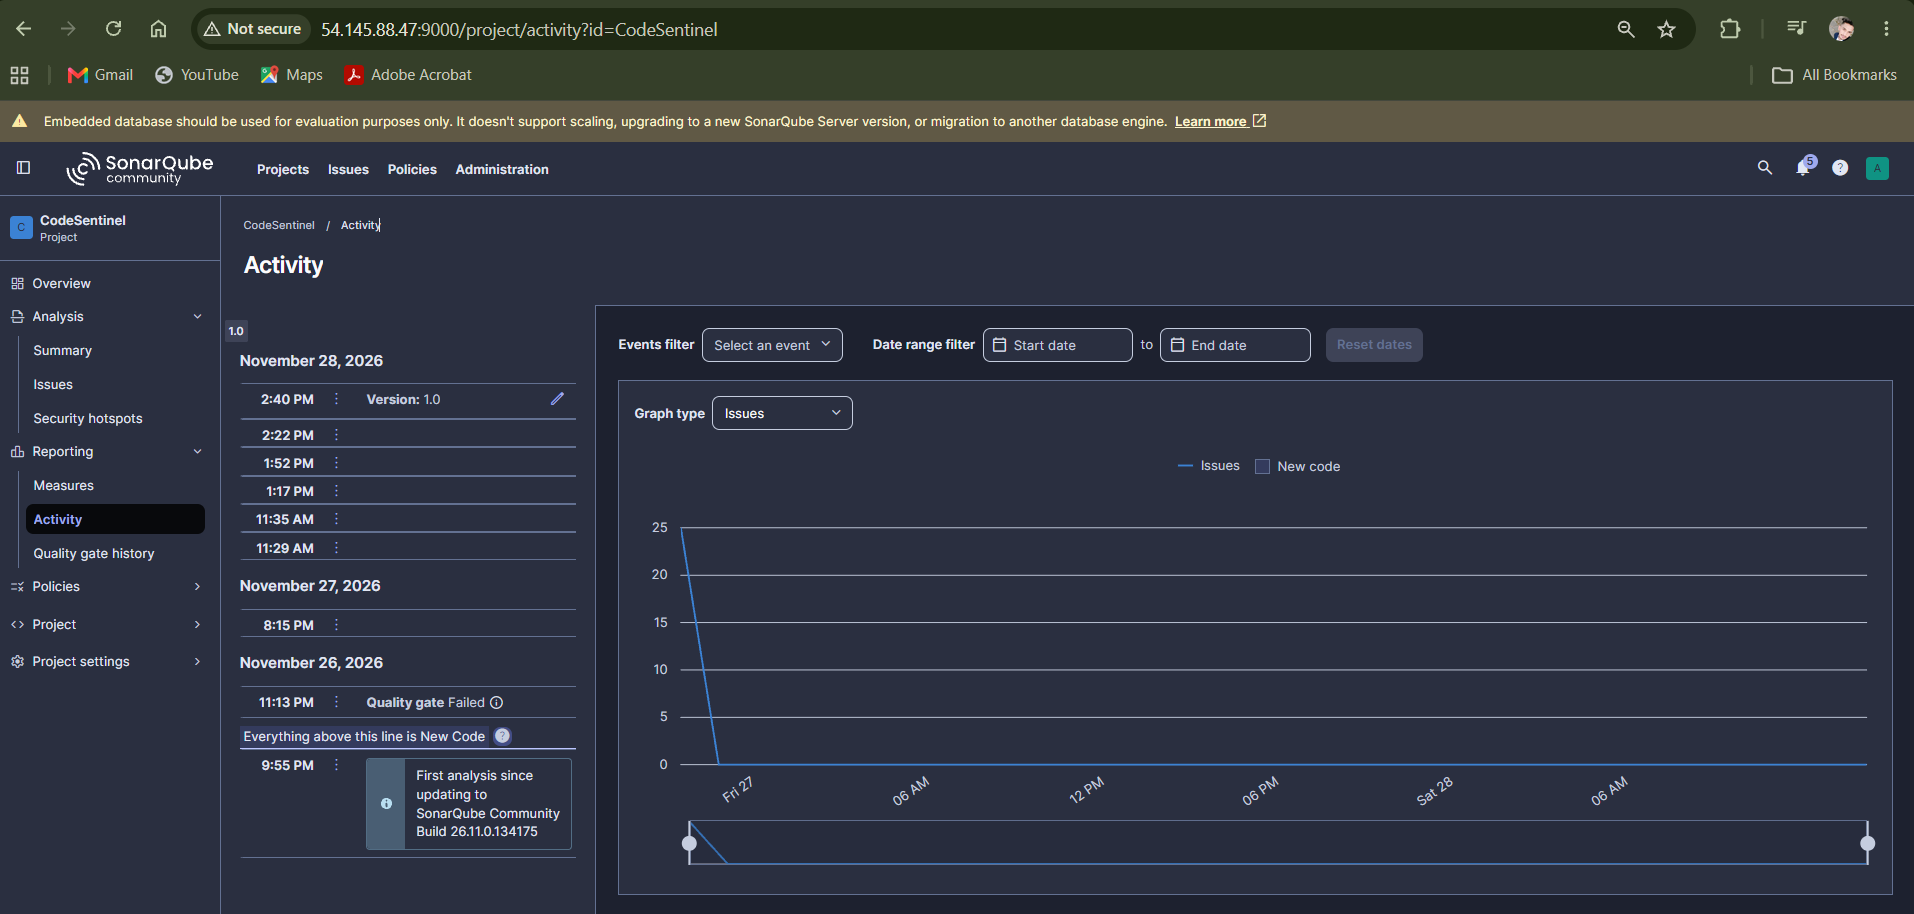 Not secure 54.145.88.47:9000/project/activity?id=CodeSentinel
Gmail YouTube Maps Adobe Acrobat All Bookmarks
Embedded database should be used for evaluation purposes only. It doesn't support scaling, upgrading to a new SonarQube Server version, or migration to another database engine. Learn more
SonarQube community
Projects Issues Policies Administration
5
?
A
C
CodeSentinel
Project
Overview
Analysis
Summary
Issues
Security hotspots
Reporting
Measures
Activity
Quality gate history
Policies
Project
Project settings
CodeSentinel / Activity
Activity
1.0
November 28, 2026
2:40 PM Version: 1.0
2:22 PM
1:52 PM
1:17 PM
11:35 AM
11:29 AM
November 27, 2026
8:15 PM
November 26, 2026
11:13 PM Quality gate Failed
Everything above this line is New Code ?
9:55 PM
First analysis since
updating to
SonarQube Community
Build 26.11.0.134175
Events filter Select an event Date range filter Start date to End date Reset dates
Graph type Issues
Issues New code
25
20
15
10
5
0
Fri 27 06 AM 12 PM 06 PM Sat 28 06 AM